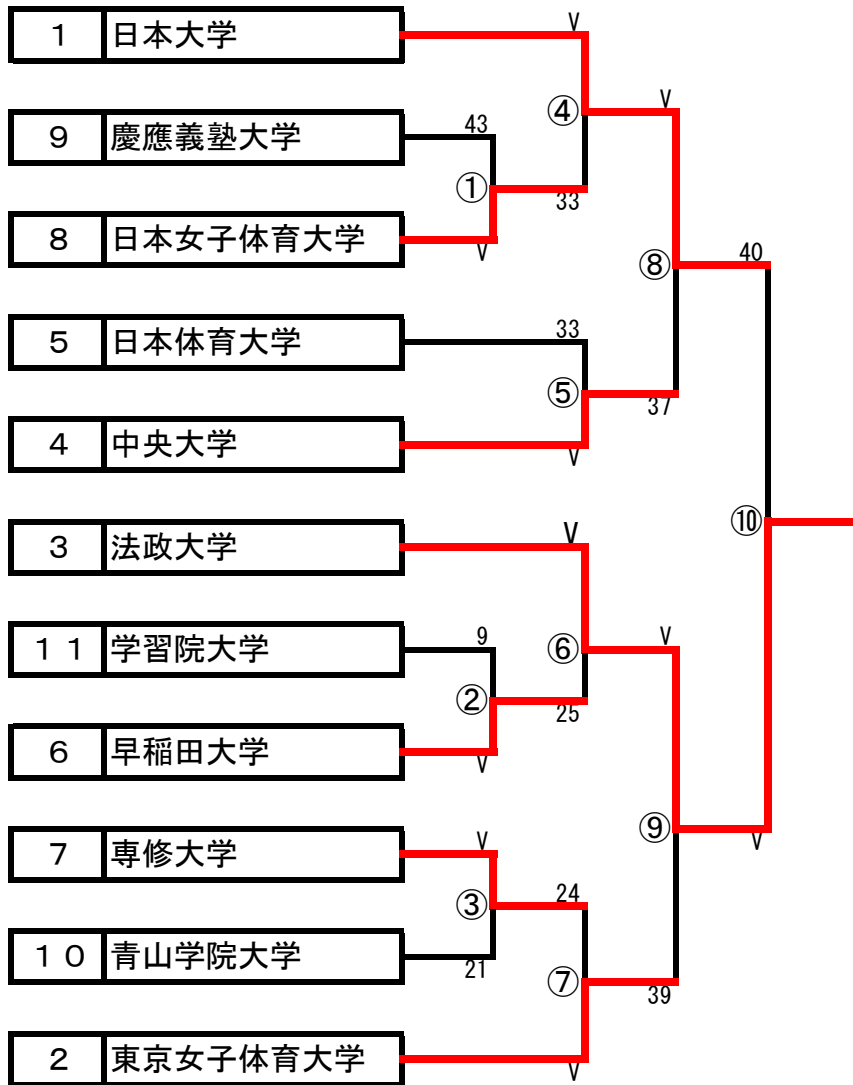 V
1 日本大学
V
④
9 慶應義塾大学
43
①
33
8 日本女子体育大学
V
⑧
40
5 日本体育大学
33
⑤
37
4 中央大学
V
⑩
3 法政大学
V
V
11 学習院大学
9
⑥
②
25
6 早稲田大学
V
⑨
V
7 専修大学
V
③
24
10 青山学院大学
21
⑦
39
2 東京女子体育大学
V